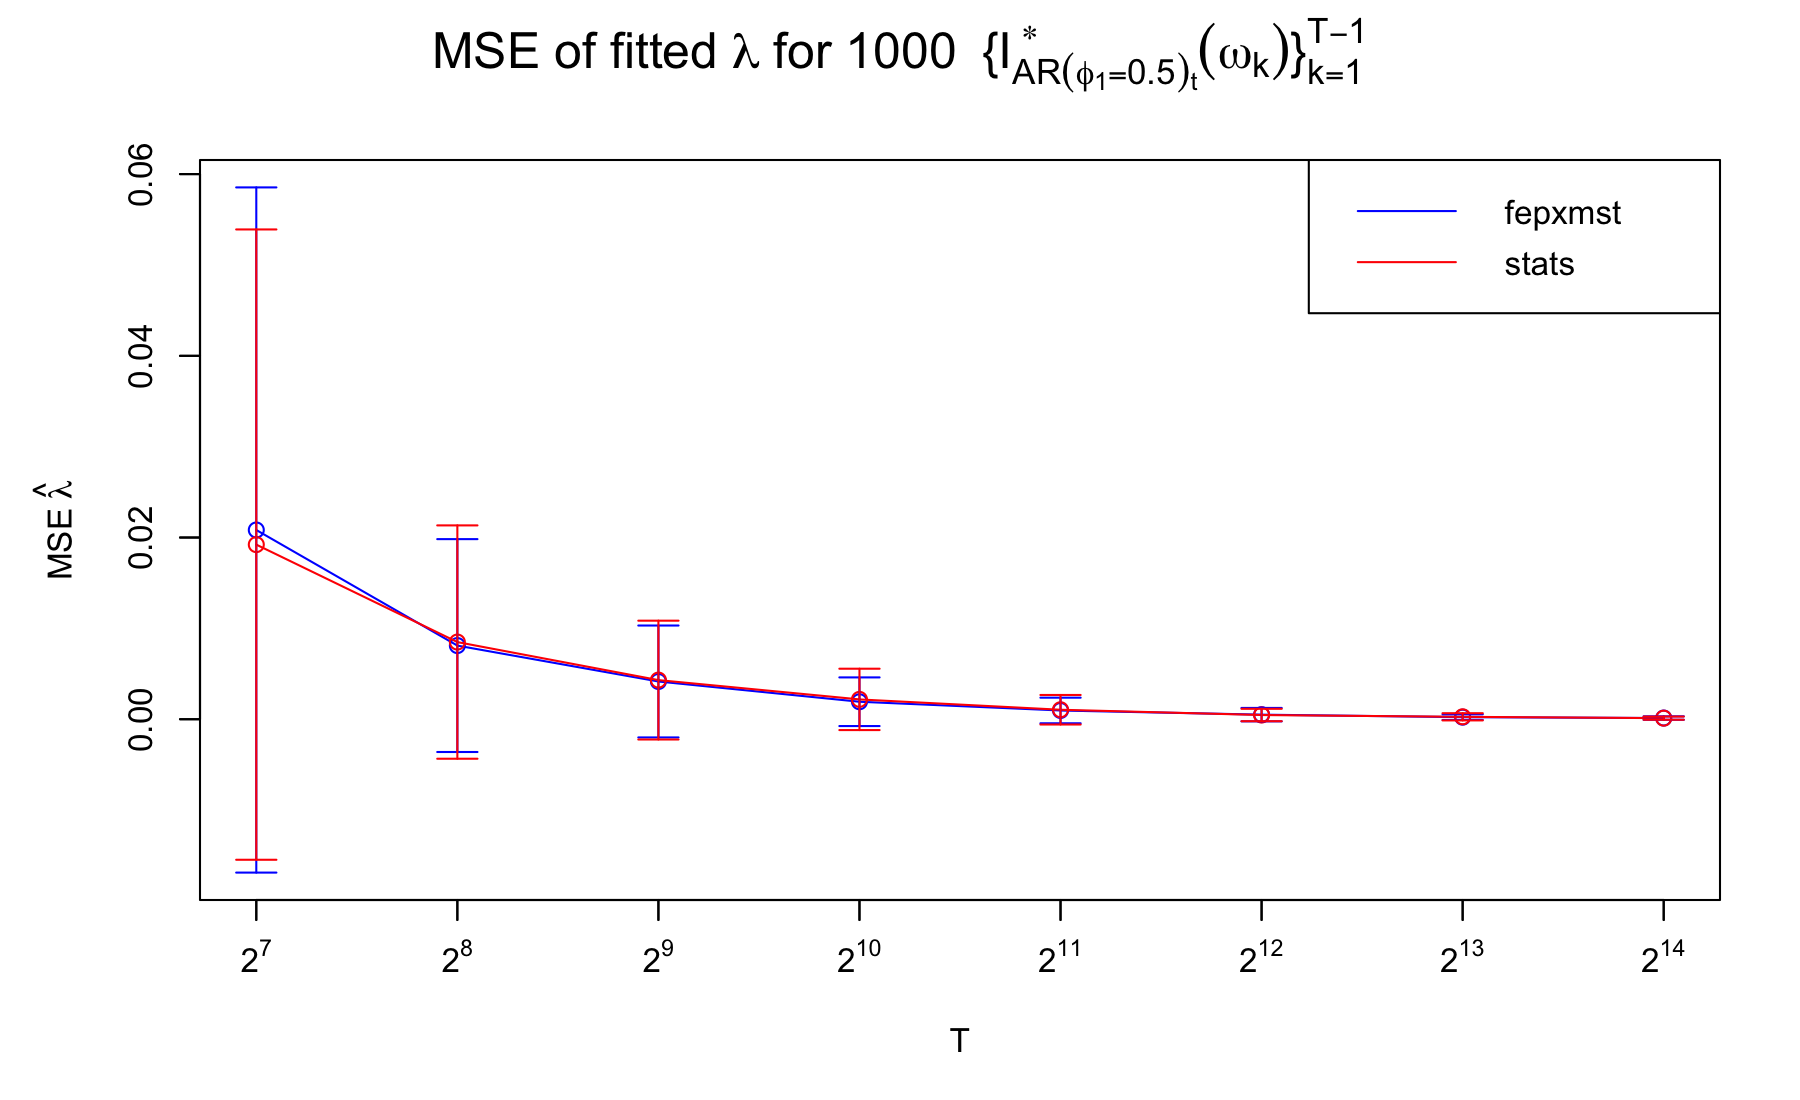 MSE of fitted λ for 1000 {I*AR(ϕ1=0.5)t(ωk)}T−1k=1
fepxmst
stats
0.06
0.04
0.02
0.00
MSE λ̂
2^7 2^8 2^9 2^10 2^11 2^12 2^13 2^14
T